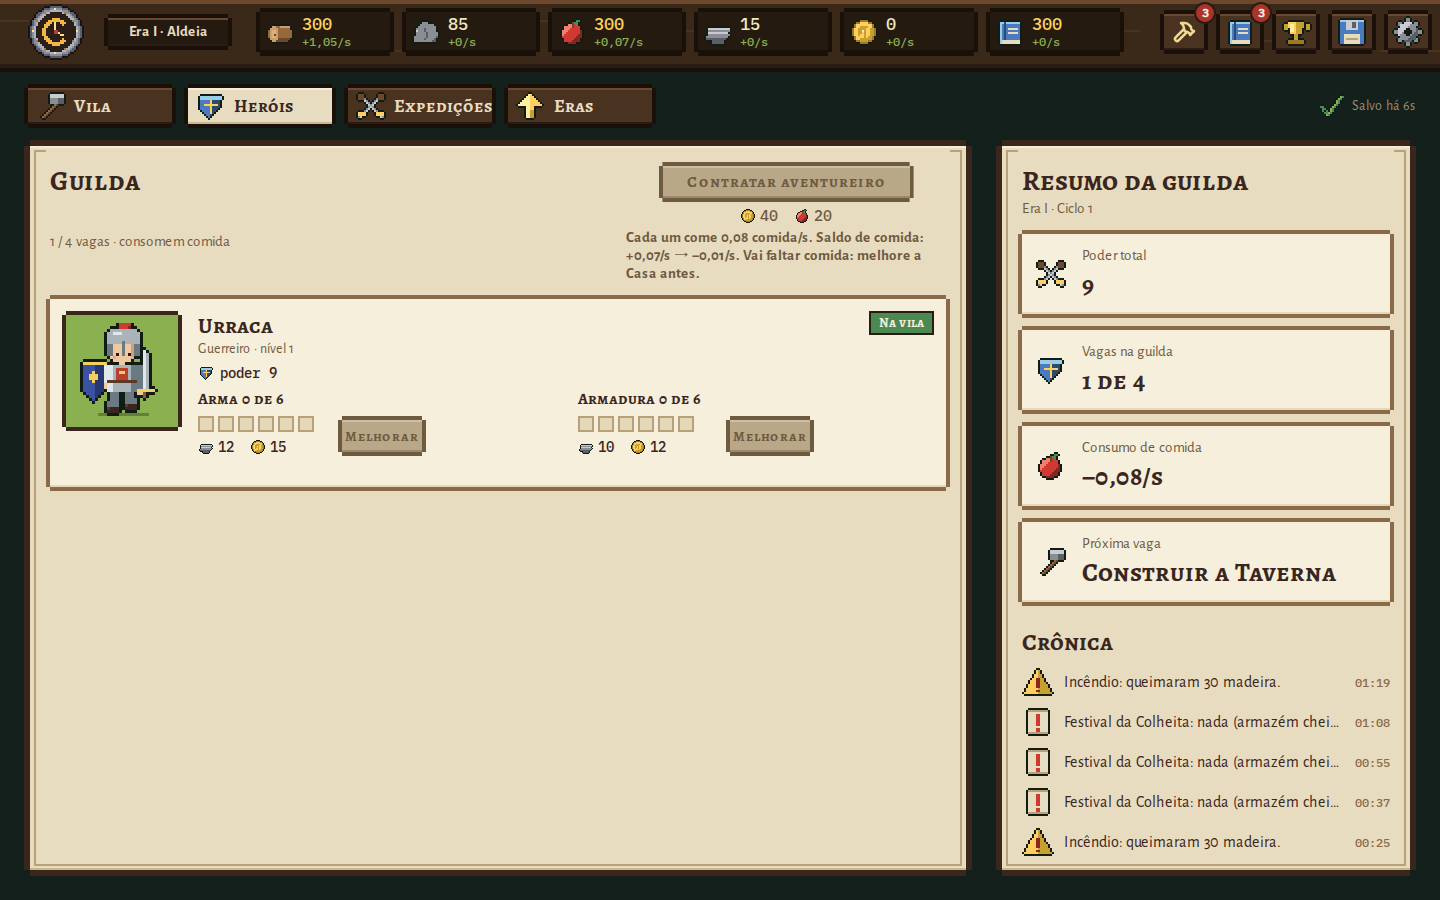 Era I · Aldeia
300
+1,05/s
85
+0/s
300
+0,07/s
15
+0/s
0
+0/s
300
+0/s
3
3
Vila
Heróis
Expedições
Eras
Salvo há 6s
Guilda
Contratar aventureiro
40 20
1 / 4 vagas · consomem comida
Cada um come 0,08 comida/s. Saldo de comida:
+0,07/s → −0,01/s. Vai faltar comida: melhore a
Casa antes.
Urraca
Na vila
Guerreiro · nível 1
poder 9
Arma 0 de 6
Melhorar
12 15
Armadura 0 de 6
Melhorar
10 12
Resumo da guilda
Era I · Ciclo 1
Poder total
9
Vagas na guilda
1 de 4
Consumo de comida
−0,08/s
Próxima vaga
Construir a Taverna
Crônica
Incêndio: queimaram 30 madeira. 01:19
Festival da Colheita: nada (armazém chei… 01:08
Festival da Colheita: nada (armazém chei… 00:55
Festival da Colheita: nada (armazém chei… 00:37
Incêndio: queimaram 30 madeira. 00:25